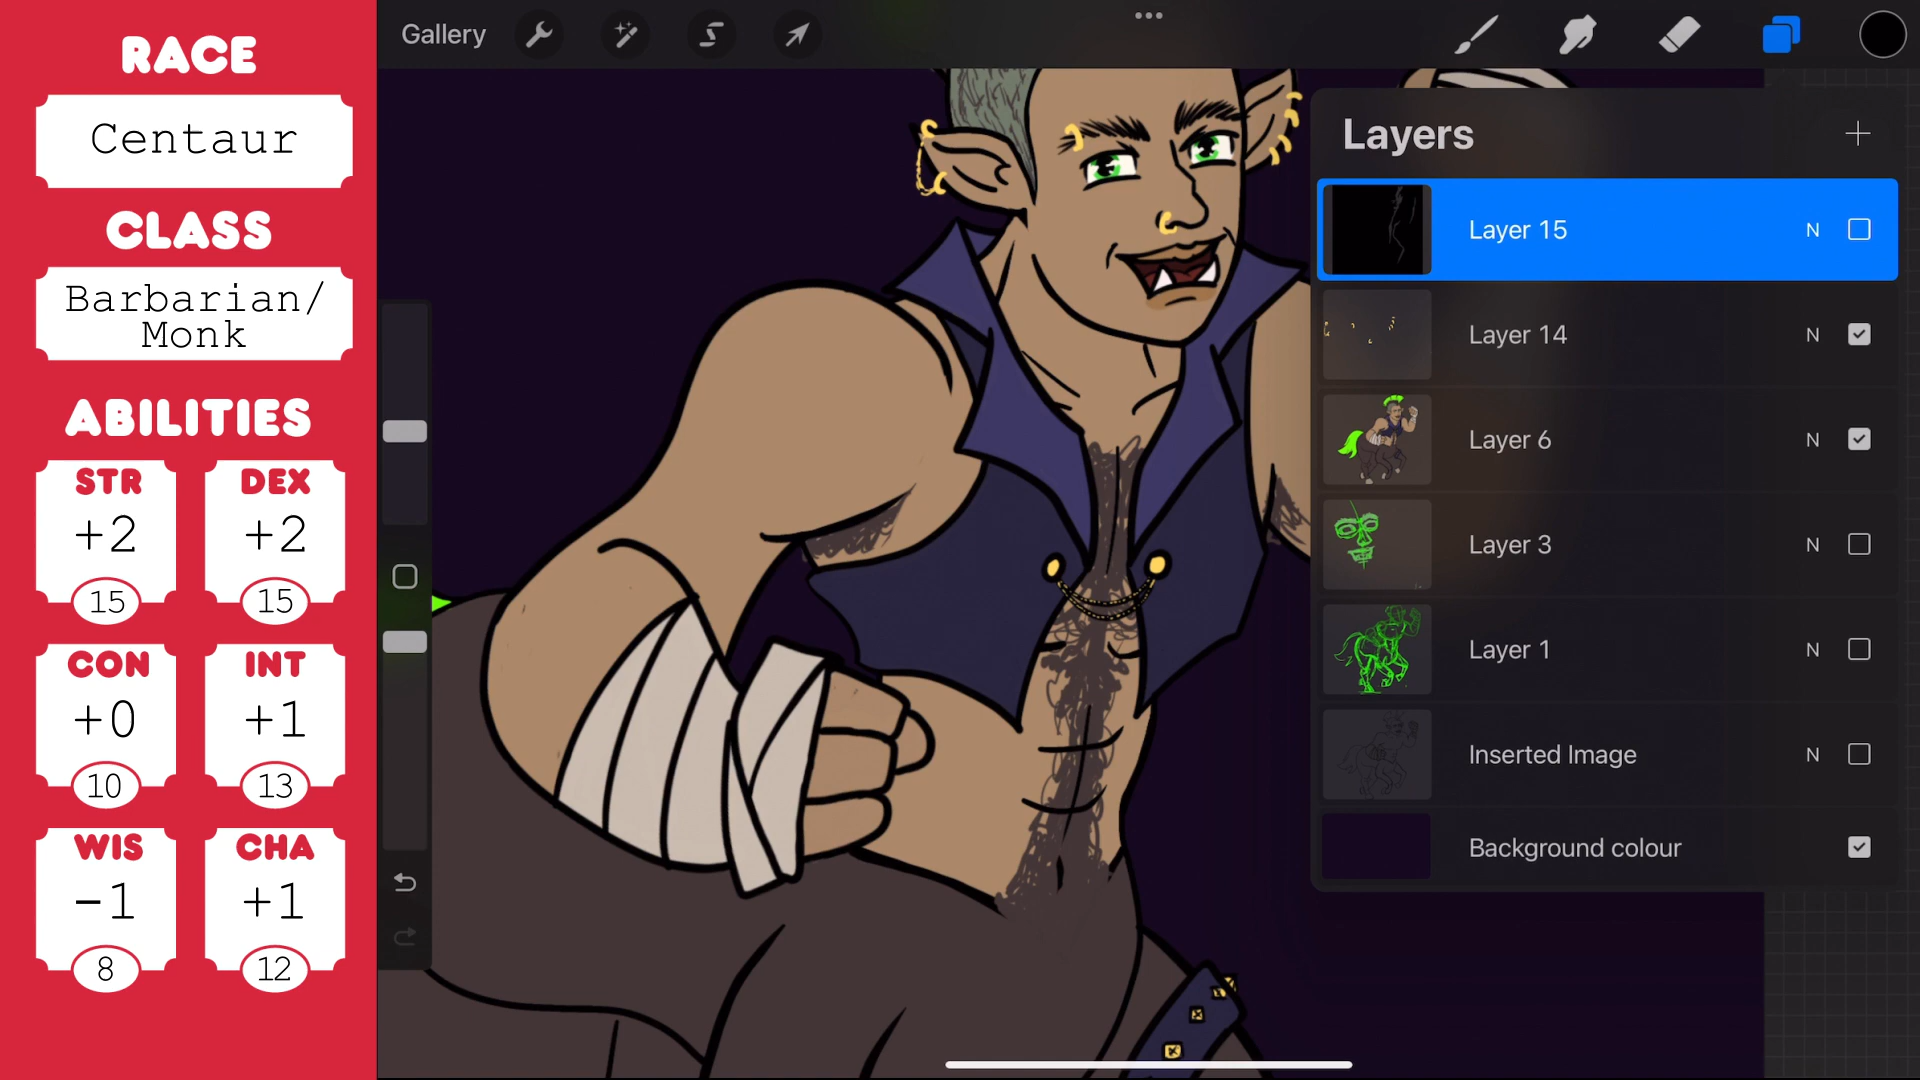 RACE
Centaur
CLASS
Barbarian/
Monk
ABILITIES
STR
+2
15
DEX
+2
15
CON
+0
10
INT
+1
13
WIS
-1
8
CHA
+1
12
Gallery
Layers
Layer 15 N
Layer 14 N
Layer 6 N
Layer 3 N
Layer 1 N
Inserted Image N
Background colour